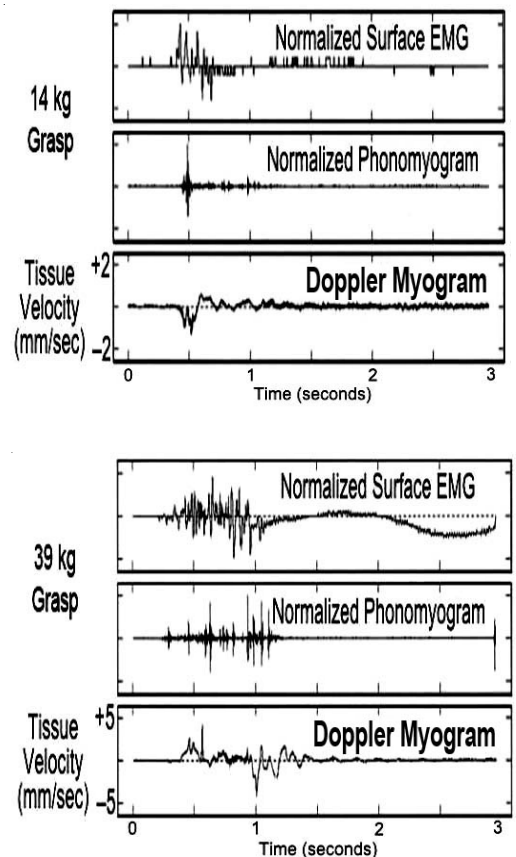 Normalized Surface EMG
14 kg
Grasp
Normalized Phonomyogram
Tissue
Velocity
(mm/sec)
+2
−2
Doppler Myogram
0 1 2 3
Time (seconds)
Normalized Surface EMG
39 kg
Grasp
Normalized Phonomyogram
Tissue
Velocity
(mm/sec)
+5
−5
Doppler Myogram
0 1 2 3
Time (seconds)